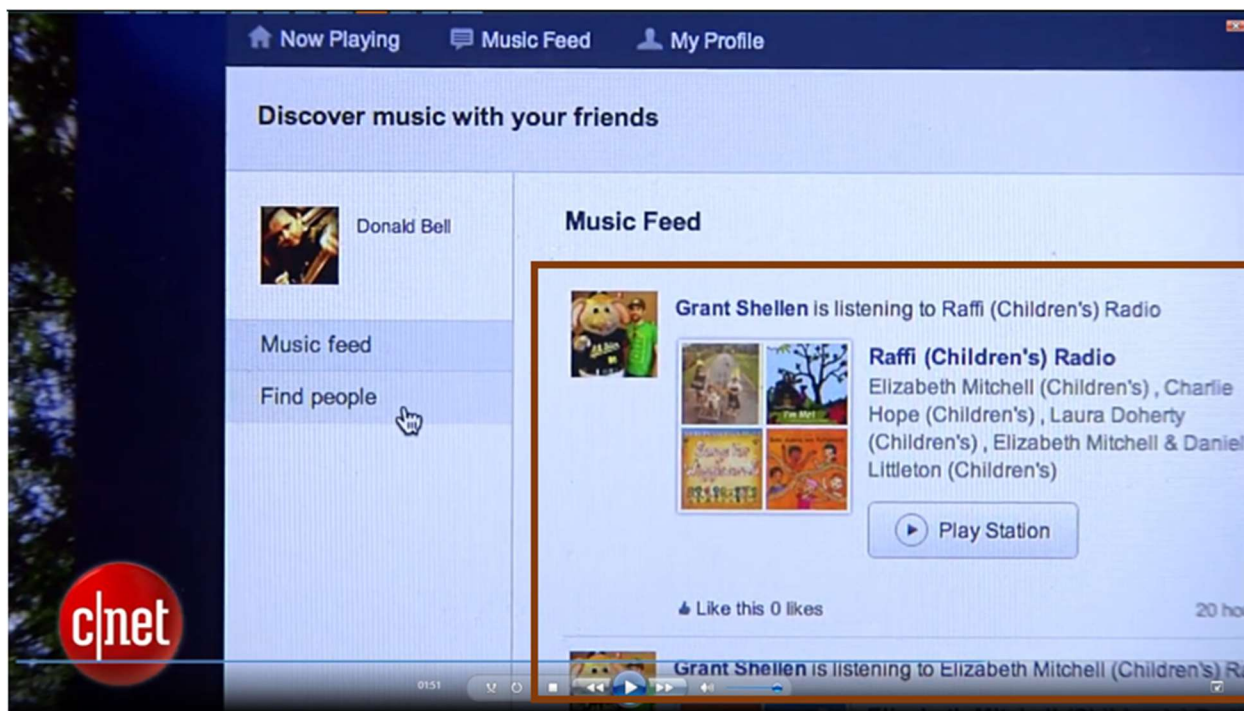 Now Playing Music Feed My Profile
Discover music with your friends
Donald Bell
Music feed
Find people
Music Feed
Grant Shellen is listening to Raffi (Children's) Radio
I'm Me!
Raffi (Children's) Radio
Elizabeth Mitchell (Children's) , Charlie
Hope (Children's) , Laura Doherty
(Children's) , Elizabeth Mitchell & Daniel
Littleton (Children's)
Play Station
Like this 0 likes
20
Grant Shellen is listening to Elizabeth Mitchell (Children's)
c|net
01:51